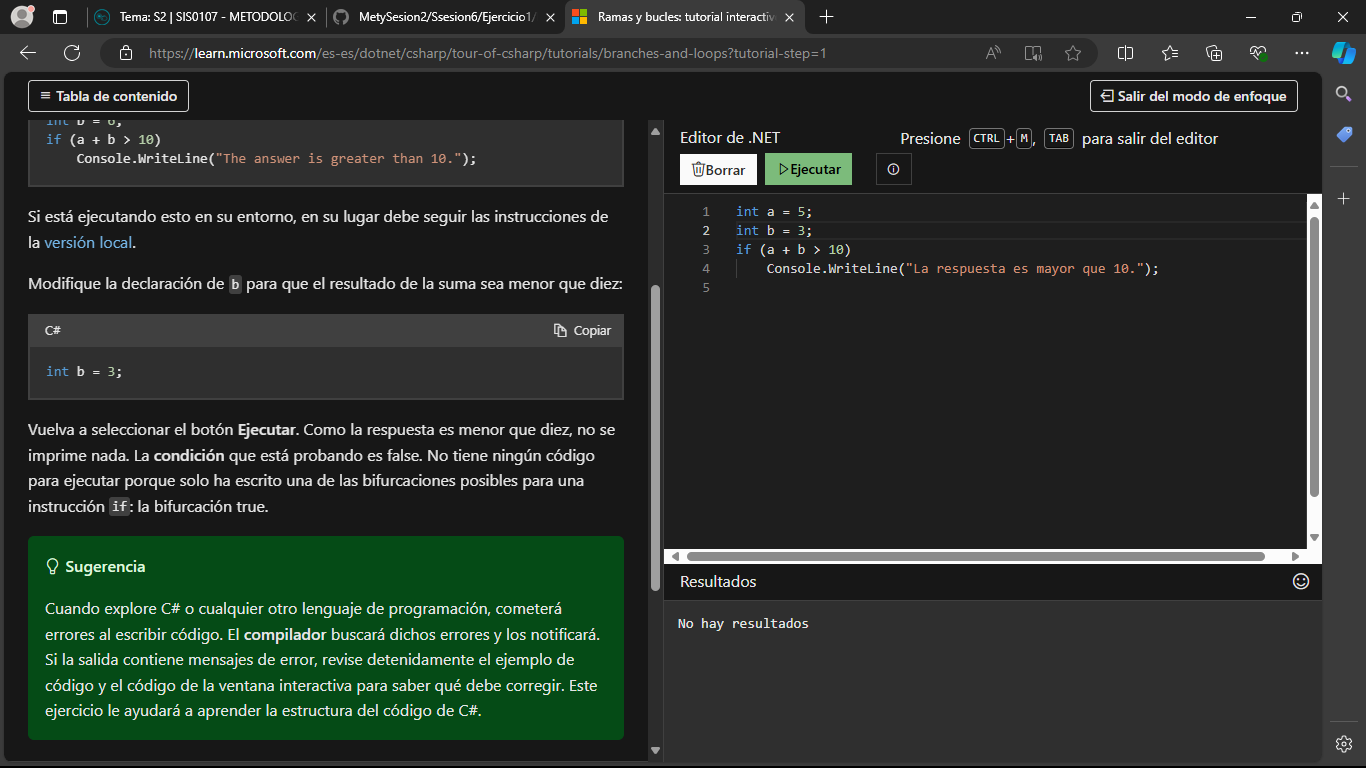 Tema: S2 | SIS0107 - METODOLOG
MetySesion2/Ssesion6/Ejercicio1/
Ramas y bucles: tutorial interactiv
https://learn.microsoft.com/es-es/dotnet/csharp/tour-of-csharp/tutorials/branches-and-loops?tutorial-step=1
Tabla de contenido
Salir del modo de enfoque
int b = 6;
if (a + b > 10)
Console.WriteLine("The answer is greater than 10.");
Si está ejecutando esto en su entorno, en su lugar debe seguir las instrucciones de
la versión local.
Modifique la declaración de b para que el resultado de la suma sea menor que diez:
C#
Copiar
int b = 3;
Vuelva a seleccionar el botón Ejecutar. Como la respuesta es menor que diez, no se
imprime nada. La condición que está probando es false. No tiene ningún código
para ejecutar porque solo ha escrito una de las bifurcaciones posibles para una
instrucción if: la bifurcación true.
Sugerencia
Cuando explore C# o cualquier otro lenguaje de programación, cometerá
errores al escribir código. El compilador buscará dichos errores y los notificará.
Si la salida contiene mensajes de error, revise detenidamente el ejemplo de
código y el código de la ventana interactiva para saber qué debe corregir. Este
ejercicio le ayudará a aprender la estructura del código de C#.
Editor de .NET
Presione CTRL+M, TAB para salir del editor
Borrar
Ejecutar
1 int a = 5;
2 int b = 3;
3 if (a + b > 10)
4 Console.WriteLine("La respuesta es mayor que 10.");
5
Resultados
No hay resultados